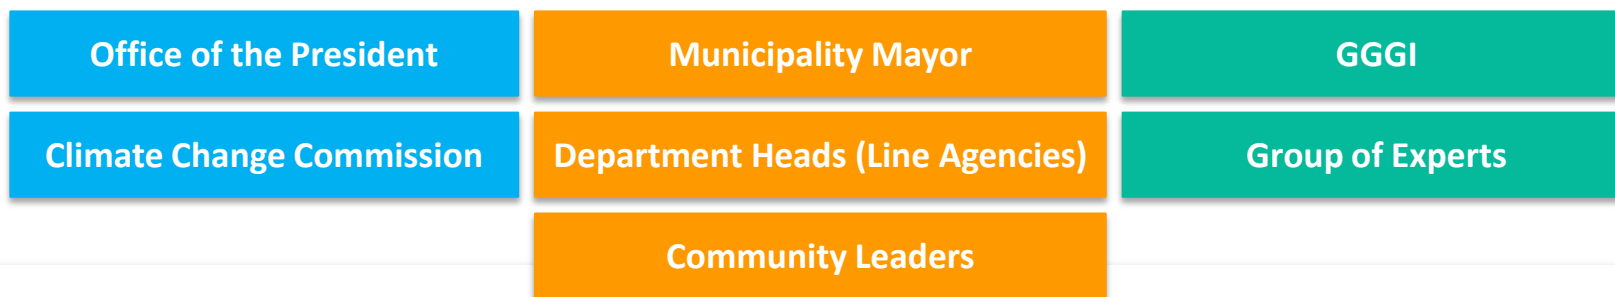 Office of the President
Municipality Mayor
GGGI
Climate Change Commission
Department Heads (Line Agencies)
Group of Experts
Community Leaders